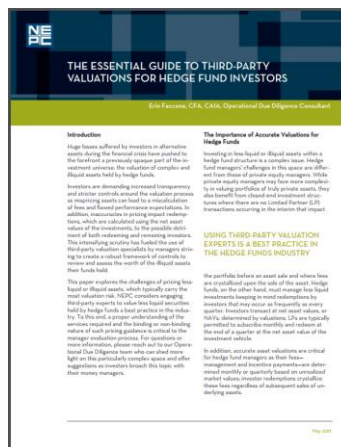 NE
PC
THE ESSENTIAL GUIDE TO THIRD-PARTY
VALUATIONS FOR HEDGE FUND INVESTORS
Erin Faccone, CFA, CAIA, Operational Due Diligence Consultant
Introduction
Huge losses suffered by investors in alternative
assets during the financial crisis have pushed to
the forefront a previously opaque part of the in-
vestment universe: the valuation of complex and
illiquid assets held by hedge funds.
Investors are demanding increased transparency
and stricter controls around the valuation process
as mispricing assets can lead to a miscalculation
of fees and flawed performance expectations. In
addition, inaccuracies in pricing impact redemp-
tions, which are calculated using the net asset
values of the investments, to the possible detri-
ment of both redeeming and remaining investors.
This intensifying scrutiny has fueled the use of
third-party valuation specialists by managers striv-
ing to create a robust framework of controls to
review and assess the worth of the illiquid assets
their funds hold.
This paper explores the challenges of pricing less-
liquid or illiquid assets, which typically carry the
most valuation risk. NEPC considers engaging
third-party experts to value less liquid securities
held by hedge funds a best practice in the indus-
try. To this end, a proper understanding of the
services required and the binding or non-binding
nature of such pricing guidance is critical to the
manager evaluation process. For questions or
more information, please reach out to our Opera-
tional Due Diligence team who can shed more
light on this particularly complex space and offer
suggestions as investors broach this topic with
their money managers.
The Importance of Accurate Valuations for
Hedge Funds
Investing in less-liquid or illiquid assets within a
hedge fund structure is a complex issue. Hedge
fund managers' challenges in this space are differ-
ent from those of private equity managers. While
private equity managers may face more complexi-
ty in valuing portfolios of truly private assets, they
also benefit from closed-end investment struc-
tures where there are no Limited Partner (LP)
transactions occurring in the interim that impact
USING THIRD-PARTY VALUATION
EXPERTS IS A BEST PRACTICE IN
THE HEDGE FUNDS INDUSTRY
the portfolio before an asset sale and where fees
are crystallized upon the sale of the asset. Hedge
funds, on the other hand, must manage less liquid
investments keeping in mind redemptions by
investors that may occur as frequently as every
quarter. Investors transact at net asset values, or
NAVs, determined by valuations. LPs are typically
permitted to subscribe monthly and redeem at
the end of a quarter at the net asset value of the
investment vehicle.
In addition, accurate asset valuations are critical
for hedge fund managers as their fees—
management and incentive payments—are deter-
mined monthly or quarterly based on unrealized
market values; investor redemptions crystallize
these fees regardless of subsequent sales of un-
derlying assets.